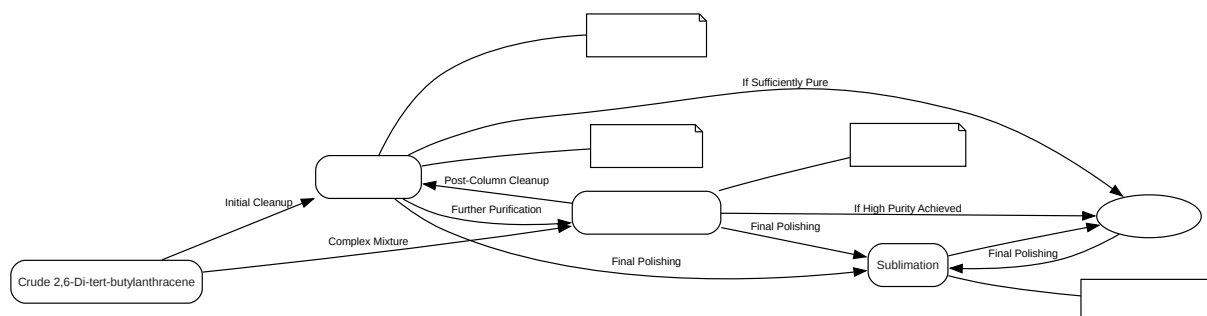 If Sufficiently Pure
Post-Column Cleanup
Initial Cleanup
Further Purification
If High Purity Achieved
Final Polishing
Complex Mixture
Final Polishing
Final Polishing
Sublimation
Crude 2,6-Di-tert-butylanthracene